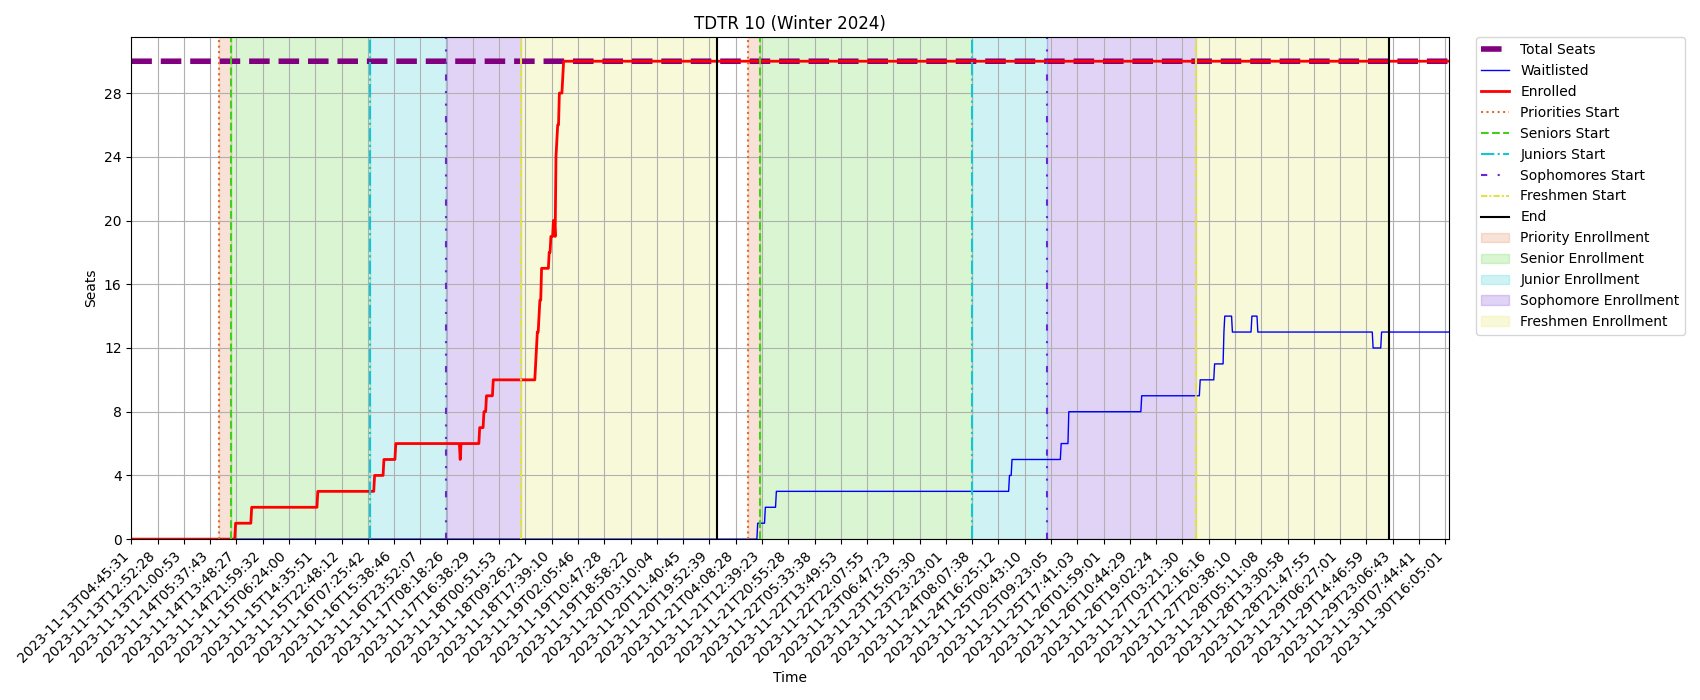 TDTR 10 (Winter 2024)
Total Seats
Waitlisted
Enrolled
Priorities Start
Seniors Start
Juniors Start
Sophomores Start
Freshmen Start
End
Priority Enrollment
Senior Enrollment
Junior Enrollment
Sophomore Enrollment
Freshmen Enrollment
Seats
28
24
20
16
12
8
4
0
2023-11-13T04:45:31
2023-11-13T12:52:28
2023-11-13T21:00:53
2023-11-14T05:37:43
2023-11-14T13:48:27
2023-11-14T21:59:32
2023-11-15T06:24:00
2023-11-15T14:35:51
2023-11-15T22:48:12
2023-11-16T07:25:42
2023-11-16T15:38:46
2023-11-16T23:52:07
2023-11-17T08:18:26
2023-11-17T16:38:29
2023-11-18T00:51:53
2023-11-18T09:26:21
2023-11-18T17:39:10
2023-11-19T02:05:46
2023-11-19T10:47:28
2023-11-19T18:58:22
2023-11-20T03:10:04
2023-11-20T11:40:45
2023-11-20T19:52:39
2023-11-21T04:08:28
2023-11-21T12:39:23
2023-11-21T20:55:28
2023-11-22T05:33:38
2023-11-22T13:49:53
2023-11-22T22:07:55
2023-11-23T06:47:23
2023-11-23T15:05:30
2023-11-23T23:23:01
2023-11-24T08:07:38
2023-11-24T16:25:12
2023-11-25T00:43:10
2023-11-25T09:23:05
2023-11-25T17:41:03
2023-11-26T01:59:01
2023-11-26T10:44:29
2023-11-26T19:02:24
2023-11-27T03:21:30
2023-11-27T12:16:16
2023-11-27T20:38:10
2023-11-28T05:11:08
2023-11-28T13:30:58
2023-11-28T21:47:55
2023-11-29T06:27:01
2023-11-29T14:46:59
2023-11-29T23:06:43
2023-11-30T07:44:41
2023-11-30T16:05:01
Time